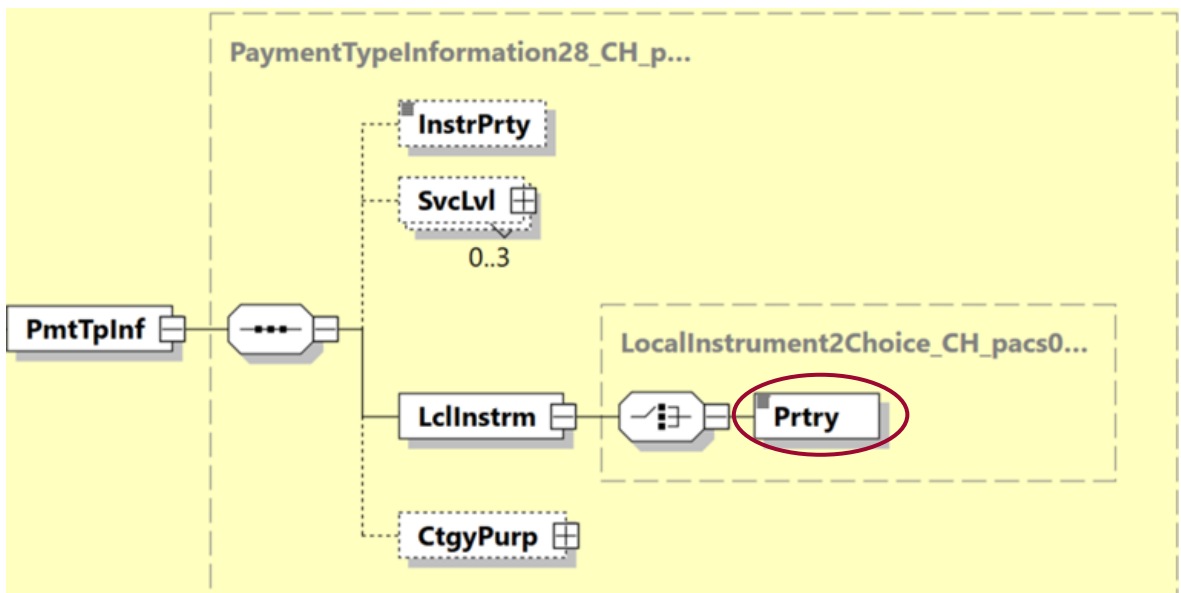 PaymentTypeInformation28_CH_p...
InstrPrty
SvcLvl
0..3
PmtTpInf
LocalInstrument2Choice_CH_pacs0...
LclInstrm
Prtry
CtgyPurp